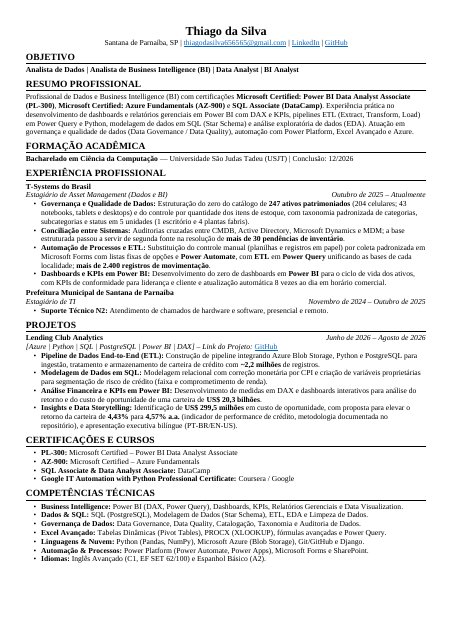 Thiago da Silva
Santana de Parnaíba, SP | thiagodasilva656565@gmail.com | LinkedIn | GitHub
OBJETIVO
Analista de Dados | Analista de Business Intelligence (BI) | Data Analyst | BI Analyst
RESUMO PROFISSIONAL
Profissional de Dados e Business Intelligence (BI) com certificações Microsoft Certified: Power BI Data Analyst Associate
(PL-300), Microsoft Certified: Azure Fundamentals (AZ-900) e SQL Associate (DataCamp). Experiência prática no
desenvolvimento de dashboards e relatórios gerenciais em Power BI com DAX e KPIs, pipelines ETL (Extract, Transform, Load)
em Power Query e Python, modelagem de dados em SQL (Star Schema) e análise exploratória de dados (EDA). Atuação em
governança e qualidade de dados (Data Governance / Data Quality), automação com Power Platform, Excel Avançado e Azure.
FORMAÇÃO ACADÊMICA
Bacharelado em Ciência da Computação — Universidade São Judas Tadeu (USJT) | Conclusão: 12/2026
EXPERIÊNCIA PROFISSIONAL
T-Systems do Brasil
Estagiário de Asset Management (Dados e BI) Outubro de 2025 – Atualmente
• Governança e Qualidade de Dados: Estruturação do zero do catálogo de 247 ativos patrimoniados (204 celulares; 43
notebooks, tablets e desktops) e do controle por quantidade dos itens de estoque, com taxonomia padronizada de categorias,
subcategorias e status em 5 unidades (1 escritório e 4 plantas fabris).
• Conciliação entre Sistemas: Auditorias cruzadas entre CMDB, Active Directory, Microsoft Dynamics e MDM; a base
estruturada passou a servir de segunda fonte na resolução de mais de 30 pendências de inventário.
• Automação de Processos e ETL: Substituição do controle manual (planilhas e registros em papel) por coleta padronizada em
Microsoft Forms com listas fixas de opções e Power Automate, com ETL em Power Query unificando as bases de cada
localidade; mais de 2.400 registros de movimentação.
• Dashboards e KPIs em Power BI: Desenvolvimento do zero de dashboards em Power BI para o ciclo de vida dos ativos,
com KPIs de conformidade para liderança e cliente e atualização automática 8 vezes ao dia em horário comercial.
Prefeitura Municipal de Santana de Parnaíba
Estagiário de TI Novembro de 2024 – Outubro de 2025
• Suporte Técnico N2: Atendimento de chamados de hardware e software, presencial e remoto.
PROJETOS
Lending Club Analytics Junho de 2026 – Agosto de 2026
[Azure | Python | SQL | PostgreSQL | Power BI | DAX] – Link do Projeto: GitHub
• Pipeline de Dados End-to-End (ETL): Construção de pipeline integrando Azure Blob Storage, Python e PostgreSQL para
ingestão, tratamento e armazenamento de carteira de crédito com ~2,2 milhões de registros.
• Modelagem de Dados em SQL: Modelagem relacional com correção monetária por CPI e criação de variáveis proprietárias
para segmentação de risco de crédito (faixa e comprometimento de renda).
• Análise Financeira e KPIs em Power BI: Desenvolvimento de medidas em DAX e dashboards interativos para análise do
retorno e do custo de oportunidade de uma carteira de US$ 20,3 bilhões.
• Insights e Data Storytelling: Identificação de US$ 299,5 milhões em custo de oportunidade, com proposta para elevar o
retorno da carteira de 4,43% para 4,57% a.a. (indicador de performance de crédito, metodologia documentada no
repositório), e apresentação executiva bilíngue (PT-BR/EN-US).
CERTIFICAÇÕES E CURSOS
• PL-300: Microsoft Certified – Power BI Data Analyst Associate
• AZ-900: Microsoft Certified – Azure Fundamentals
• SQL Associate & Data Analyst Associate: DataCamp
• Google IT Automation with Python Professional Certificate: Coursera / Google
COMPETÊNCIAS TÉCNICAS
• Business Intelligence: Power BI (DAX, Power Query), Dashboards, KPIs, Relatórios Gerenciais e Data Visualization.
• Dados & SQL: SQL (PostgreSQL), Modelagem de Dados (Star Schema), ETL, EDA e Limpeza de Dados.
• Governança de Dados: Data Governance, Data Quality, Catalogação, Taxonomia e Auditoria de Dados.
• Excel Avançado: Tabelas Dinâmicas (Pivot Tables), PROCX (XLOOKUP), fórmulas avançadas e Power Query.
• Linguagens & Nuvem: Python (Pandas, NumPy), Microsoft Azure (Blob Storage), Git/GitHub e Django.
• Automação & Processos: Power Platform (Power Automate, Power Apps), Microsoft Forms e SharePoint.
• Idiomas: Inglês Avançado (C1, EF SET 62/100) e Espanhol Básico (A2).